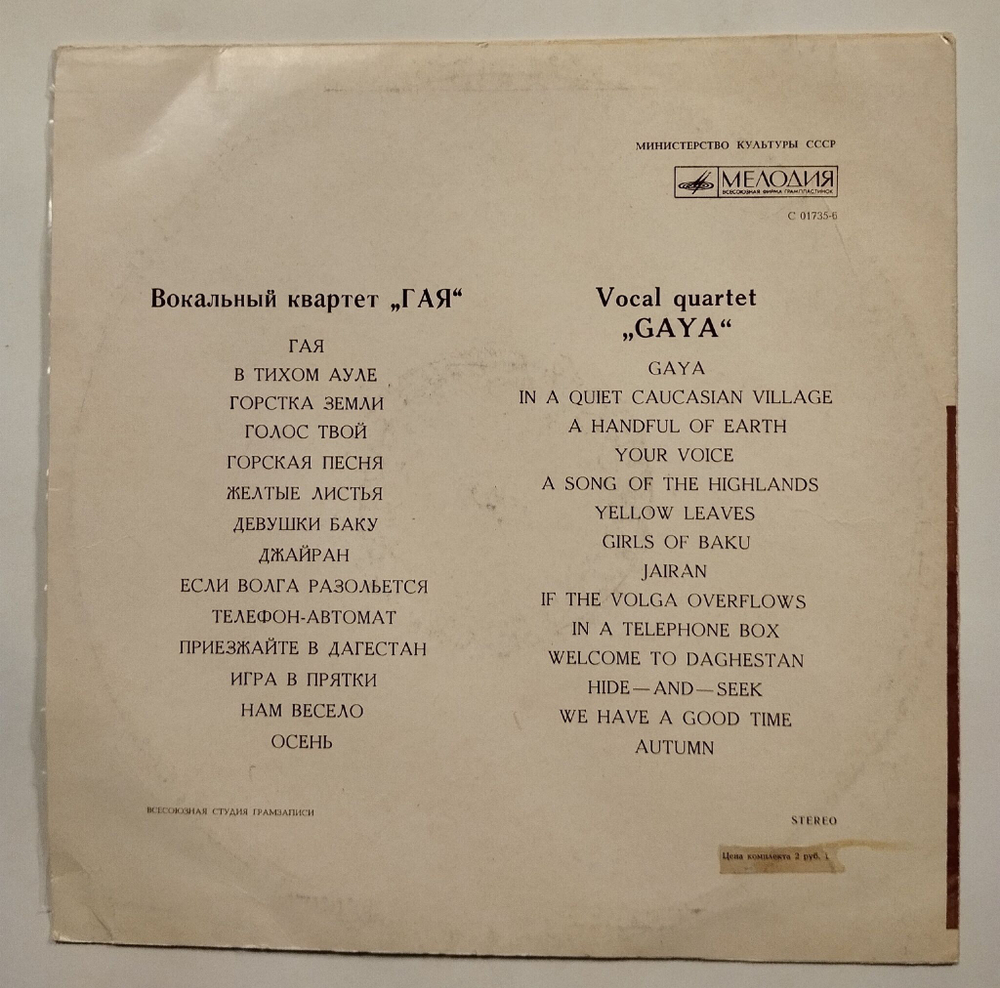 МИНИСТЕРСТВО КУЛЬТУРЫ СССР
МЕЛОДИЯ
ВСЕСОЮЗНАЯ ФИРМА ГРАМПЛАСТИНОК
С 01735-6
Вокальный квартет „ГАЯ“
ГАЯ
В ТИХОМ АУЛЕ
ГОРСТКА ЗЕМЛИ
ГОЛОС ТВОЙ
ГОРСКАЯ ПЕСНЯ
ЖЕЛТЫЕ ЛИСТЬЯ
ДЕВУШКИ БАКУ
ДЖАЙРАН
ЕСЛИ ВОЛГА РАЗОЛЬЕТСЯ
ТЕЛЕФОН-АВТОМАТ
ПРИЕЗЖАЙТЕ В ДАГЕСТАН
ИГРА В ПРЯТКИ
НАМ ВЕСЕЛО
ОСЕНЬ
Vocal quartet
„GAYA“
GAYA
IN A QUIET CAUCASIAN VILLAGE
A HANDFUL OF EARTH
YOUR VOICE
A SONG OF THE HIGHLANDS
YELLOW LEAVES
GIRLS OF BAKU
JAIRAN
IF THE VOLGA OVERFLOWS
IN A TELEPHONE BOX
WELCOME TO DAGHESTAN
HIDE—AND—SEEK
WE HAVE A GOOD TIME
AUTUMN
ВСЕСОЮЗНАЯ СТУДИЯ ГРАМЗАПИСИ
STEREO
Цена комплекта 2 руб.